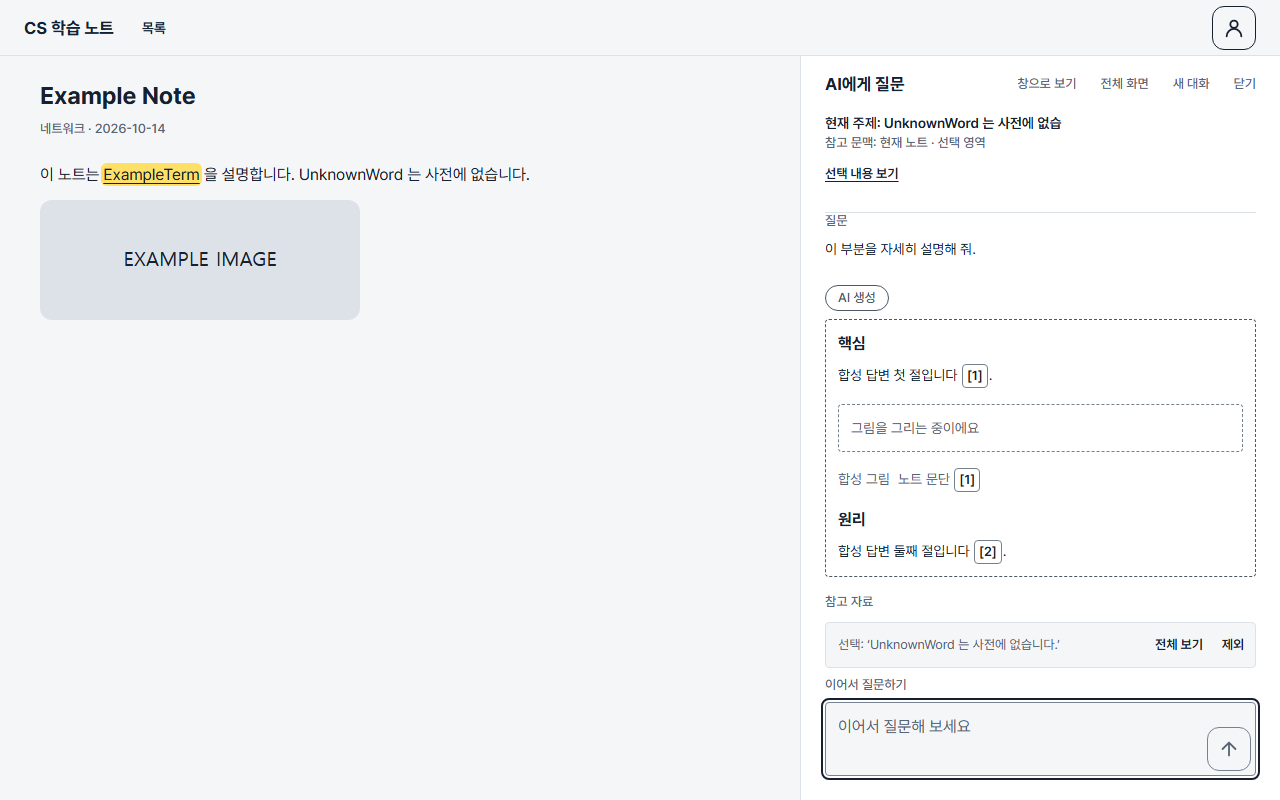 CS 학습 노트
목록
Example Note
네트워크 · 2026-10-14
이 노트는 ExampleTerm 을 설명합니다. UnknownWord 는 사전에 없습니다.
EXAMPLE IMAGE
AI에게 질문
창으로 보기
전체 화면
새 대화
닫기
현재 주제: UnknownWord 는 사전에 없습
참고 문맥: 현재 노트 · 선택 영역
선택 내용 보기
질문
이 부분을 자세히 설명해 줘.
AI 생성
핵심
합성 답변 첫 절입니다 [1].
그림을 그리는 중이에요
합성 그림 노트 문단 [1]
원리
합성 답변 둘째 절입니다 [2].
참고 자료
선택: ‘UnknownWord 는 사전에 없습니다.’
전체 보기
제외
이어서 질문하기
이어서 질문해 보세요